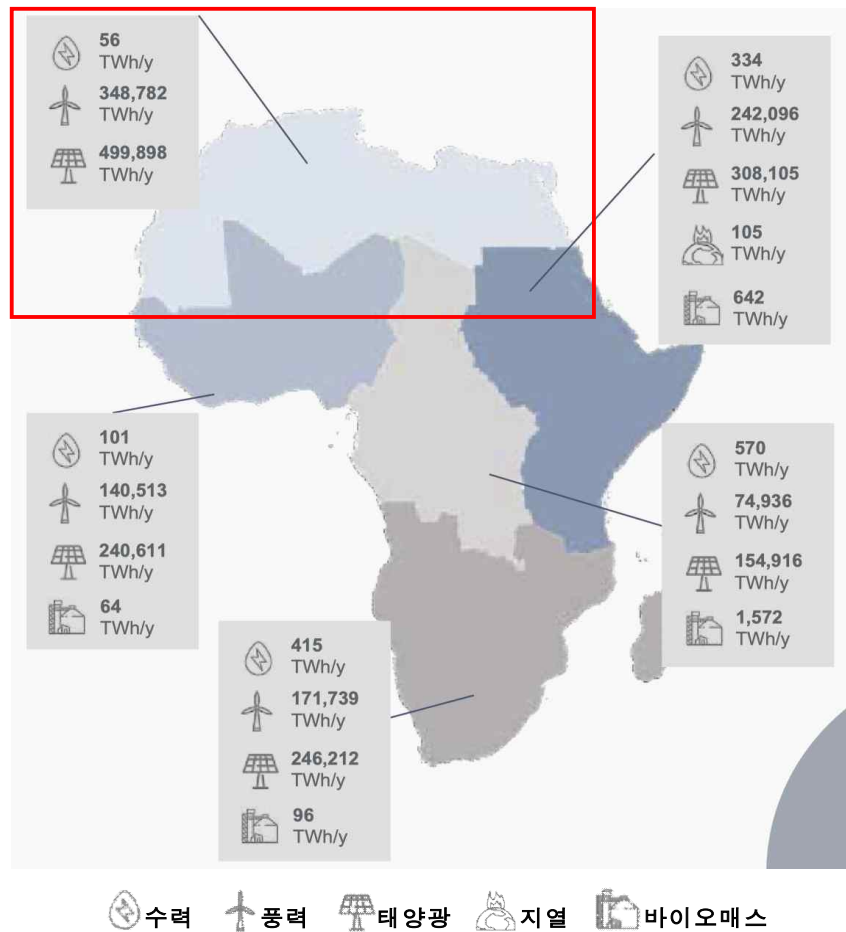 56
TWh/y
348,782
TWh/y
499,898
TWh/y
334
TWh/y
242,096
TWh/y
308,105
TWh/y
105
TWh/y
642
TWh/y
101
TWh/y
140,513
TWh/y
240,611
TWh/y
64
TWh/y
570
TWh/y
74,936
TWh/y
154,916
TWh/y
1,572
TWh/y
415
TWh/y
171,739
TWh/y
246,212
TWh/y
96
TWh/y
수력 풍력 태양광 지열 바이오매스